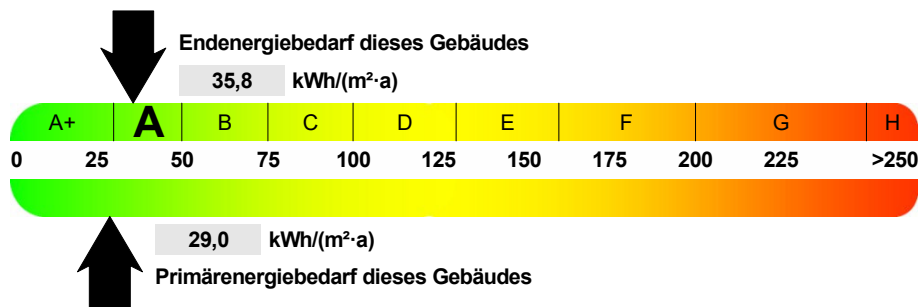 Endenergiebedarf dieses Gebäudes
35,8 kWh/(m²·a)
A+ A B C D E F G H
0 25 50 75 100 125 150 175 200 225 >250
29,0 kWh/(m²·a)
Primärenergiebedarf dieses Gebäudes